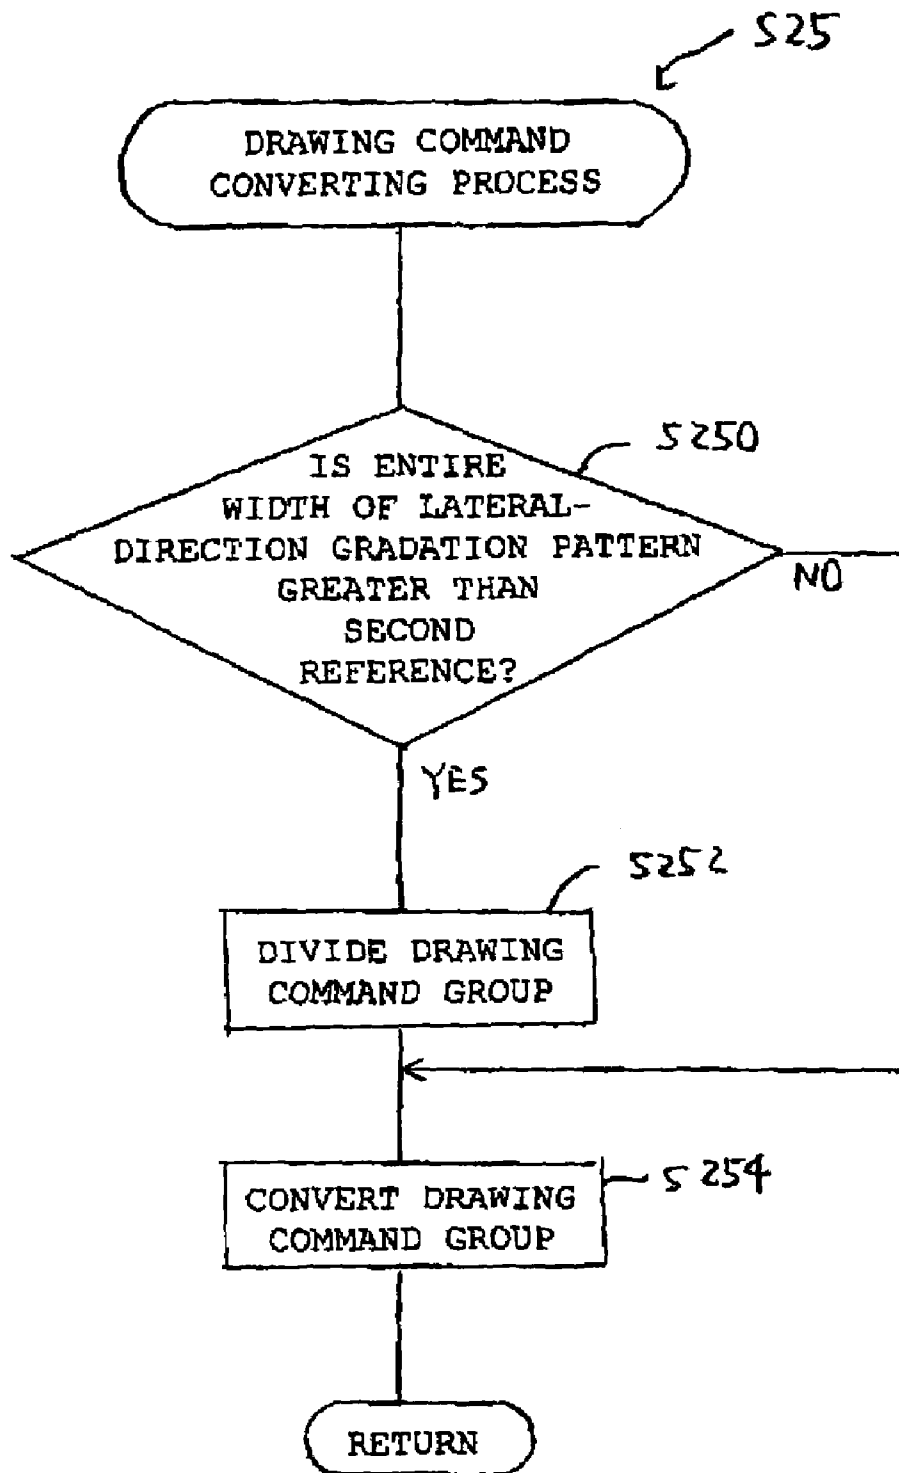 S25
DRAWING COMMAND
CONVERTING PROCESS
S250
IS ENTIRE
WIDTH OF LATERAL-
DIRECTION GRADATION PATTERN
GREATER THAN
SECOND
REFERENCE?
NO
YES
S252
DIVIDE DRAWING
COMMAND GROUP
S254
CONVERT DRAWING
COMMAND GROUP
RETURN